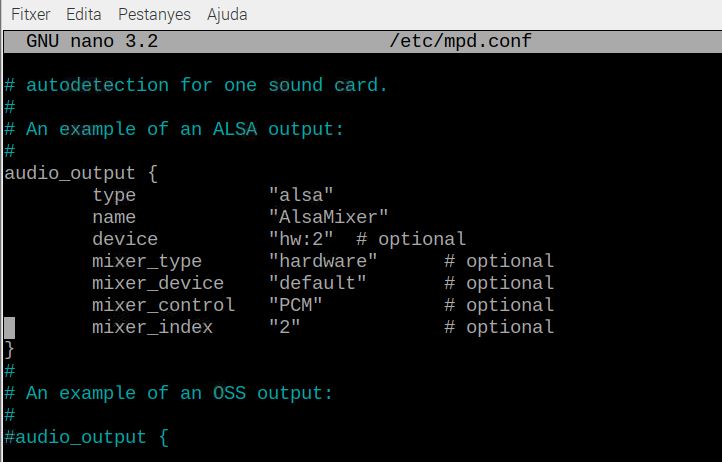 Fitxer Edita Pestanyes Ajuda
GNU nano 3.2 /etc/mpd.conf
# autodetection for one sound card.
#
# An example of an ALSA output:
#
audio_output {
type "alsa"
name "AlsaMixer"
device "hw:2" # optional
mixer_type "hardware" # optional
mixer_device "default" # optional
mixer_control "PCM" # optional
mixer_index "2" # optional
}
#
# An example of an OSS output:
#
#audio_output {